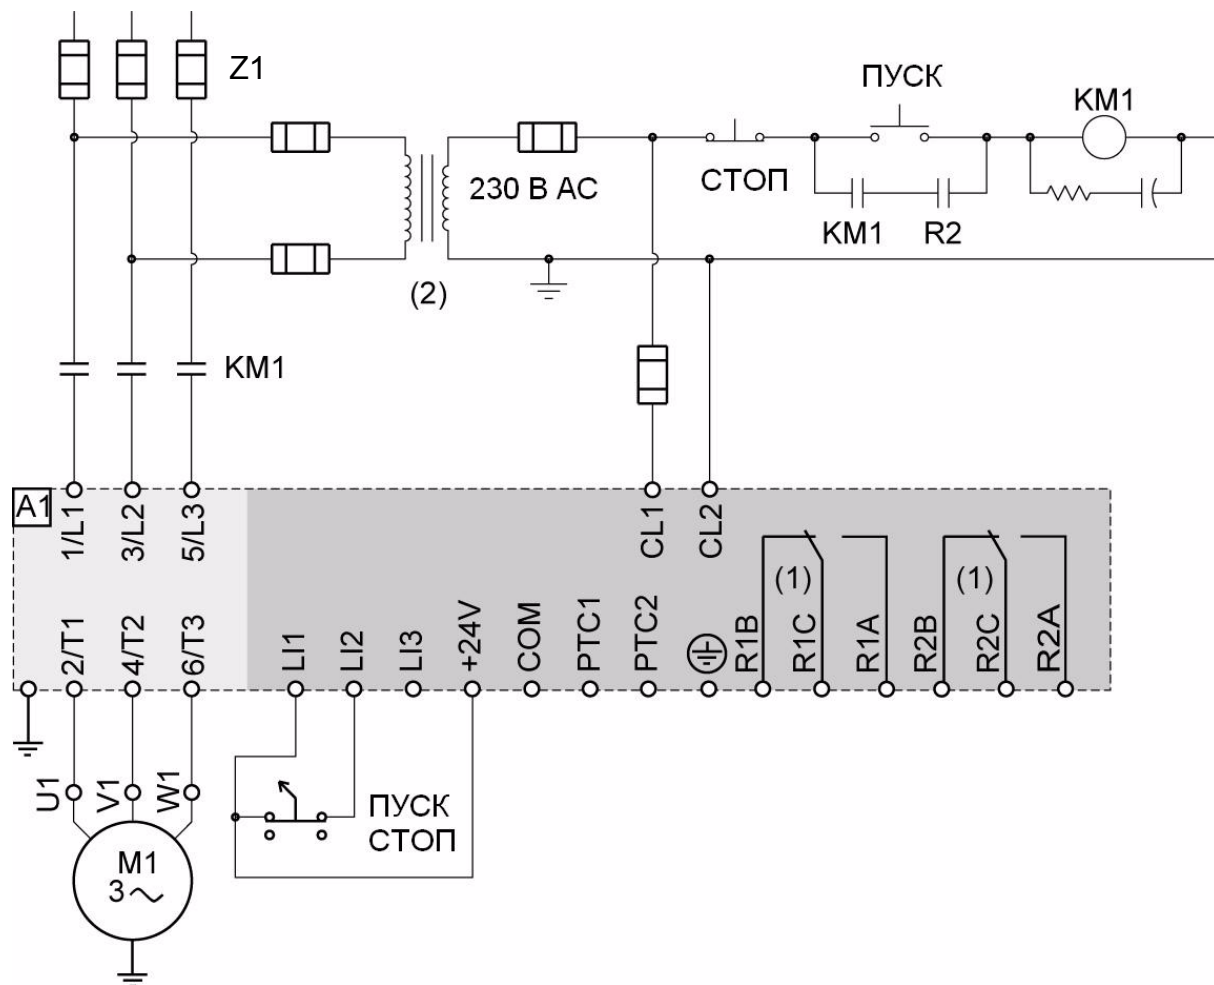 Z1
ПУСК
KM1
230 В АС
СТОП
KM1
R2
(2)
KM1
A1
1/L1
3/L2
5/L3
CL1
CL2
(1)
(1)
2/T1
4/T2
6/T3
LI1
LI2
LI3
+24V
COM
PTC1
PTC2
R1B
R1C
R1A
R2B
R2C
R2A
U1
V1
W1
ПУСК
СТОП
M1
3